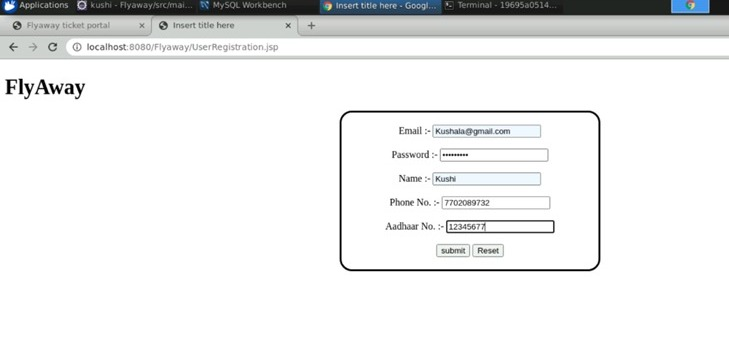 Applications kushi - Flyaway/src/mai... MySQL Workbench Insert title here - Googl... Terminal - 19695a0514...
Flyaway ticket portal Insert title here
localhost:8080/Flyaway/UserRegistration.jsp
FlyAway
Email :- Kushala@gmail.com
Password :- •••••••••
Name :- Kushi
Phone No. :- 7702089732
Aadhaar No. :- 12345677
submit Reset